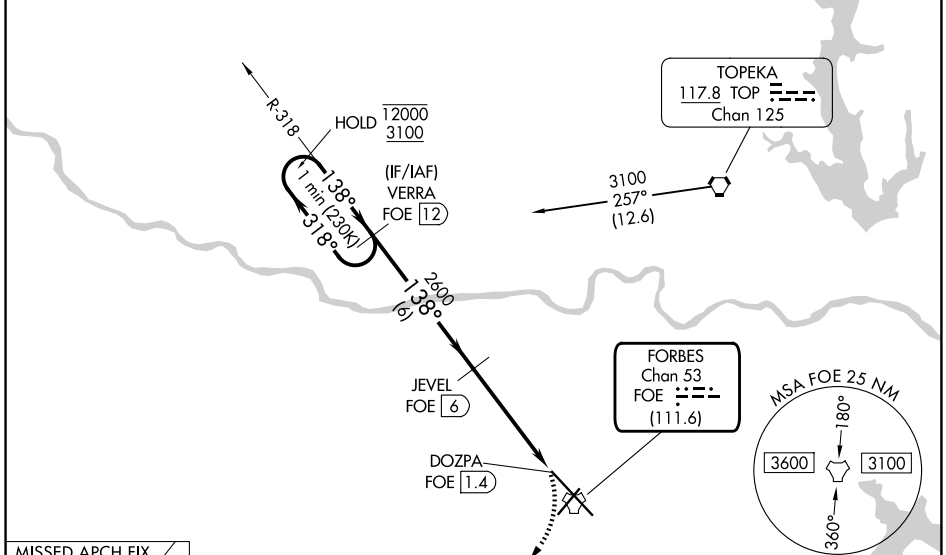 TOPEKA
117.8 TOP
Chan 125
R-318
HOLD
12000
3100
1 min (230K)
138°
318°
(IF/IAF)
VERRA
FOE 12
3100
257°
(12.6)
2600
138°
(6)
JEVEL
FOE 6
FORBES
Chan 53
FOE
(111.6)
DOZPA
FOE 1.4
MSA FOE 25 NM
180°
3600
3100
360°
MISSED APCH FIX